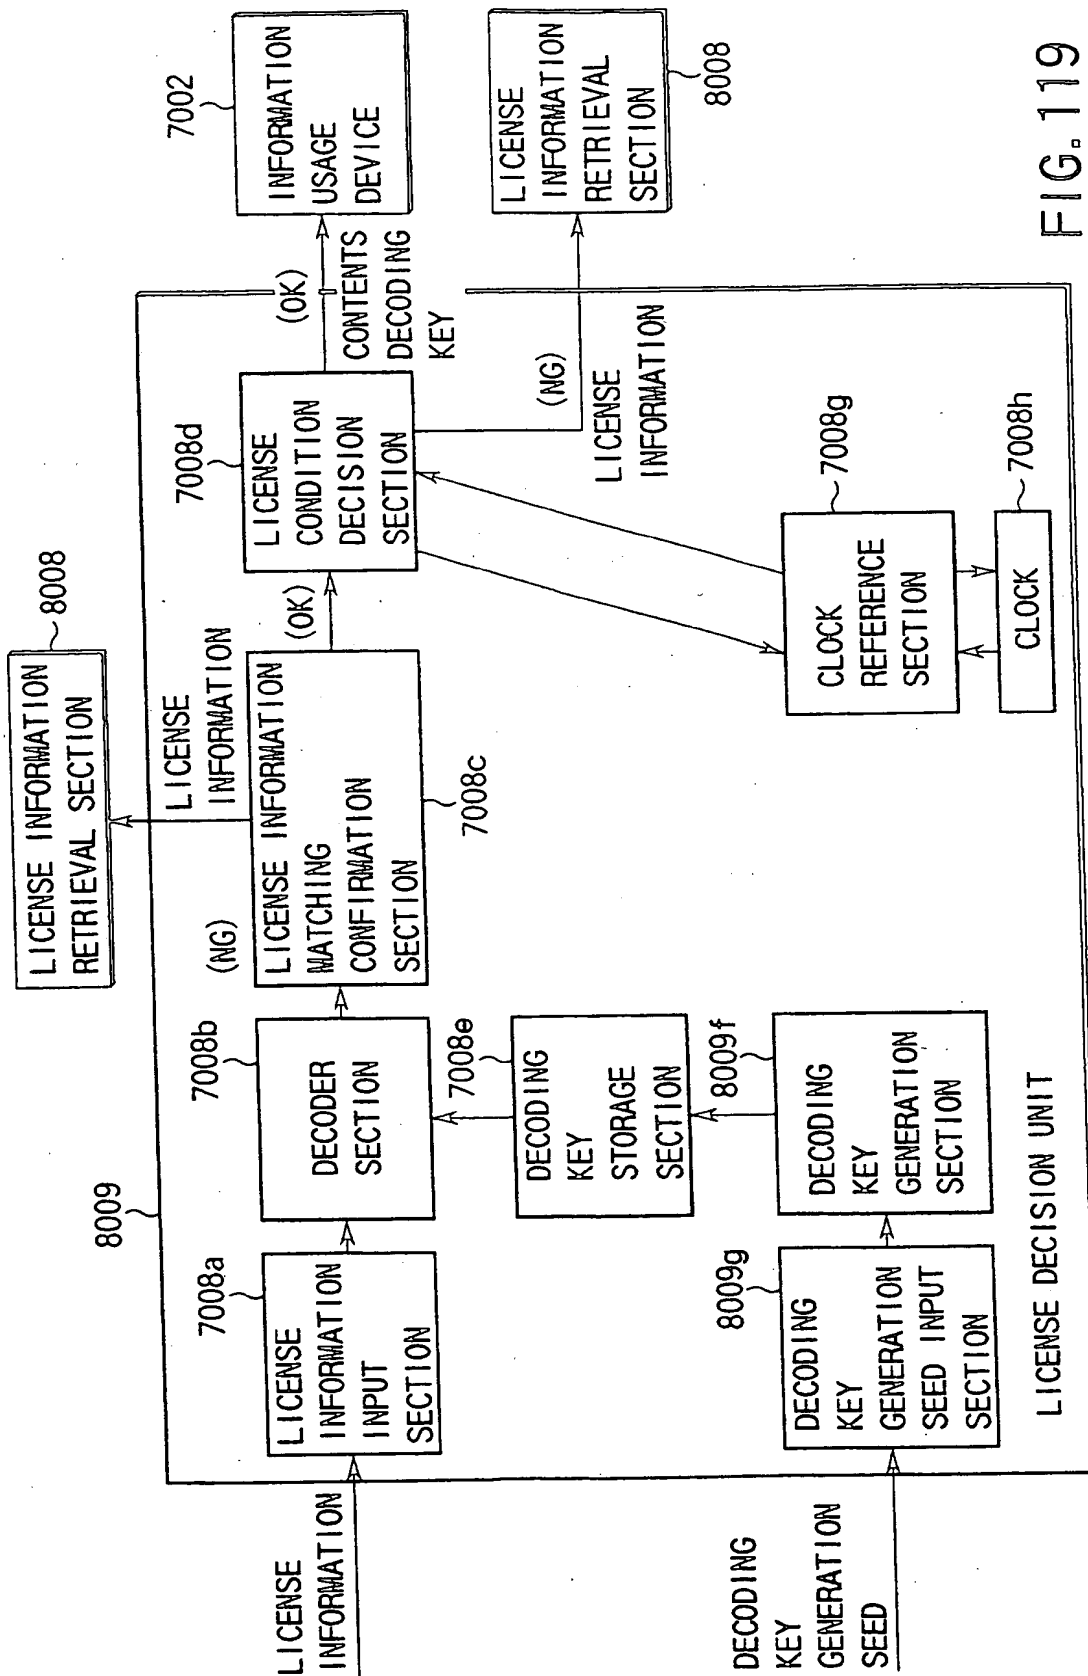 LICENSE INFORMATION
RETRIEVAL SECTION
8008
8009
LICENSE
INFORMATION
7008a
LICENSE
INFORMATION
INPUT
SECTION
7008b
DECODER
SECTION
(NG)
LICENSE
INFORMATION
LICENSE INFORMATION
MATCHING
CONFIRMATION
SECTION
7008c
(OK)
7008d
LICENSE
CONDITION
DECISION
SECTION
(OK)
CONTENTS
DECODING
KEY
7002
INFORMATION
USAGE
DEVICE
(NG)
LICENSE
INFORMATION
LICENSE
INFORMATION
RETRIEVAL
SECTION
8008
7008e
DECODING
KEY
STORAGE
SECTION
DECODING
KEY
GENERATION
SEED
8009g
DECODING
KEY
GENERATION
SEED INPUT
SECTION
8009f
DECODING
KEY
GENERATION
SECTION
7008g
CLOCK
REFERENCE
SECTION
7008h
CLOCK
LICENSE DECISION UNIT
FIG. 119